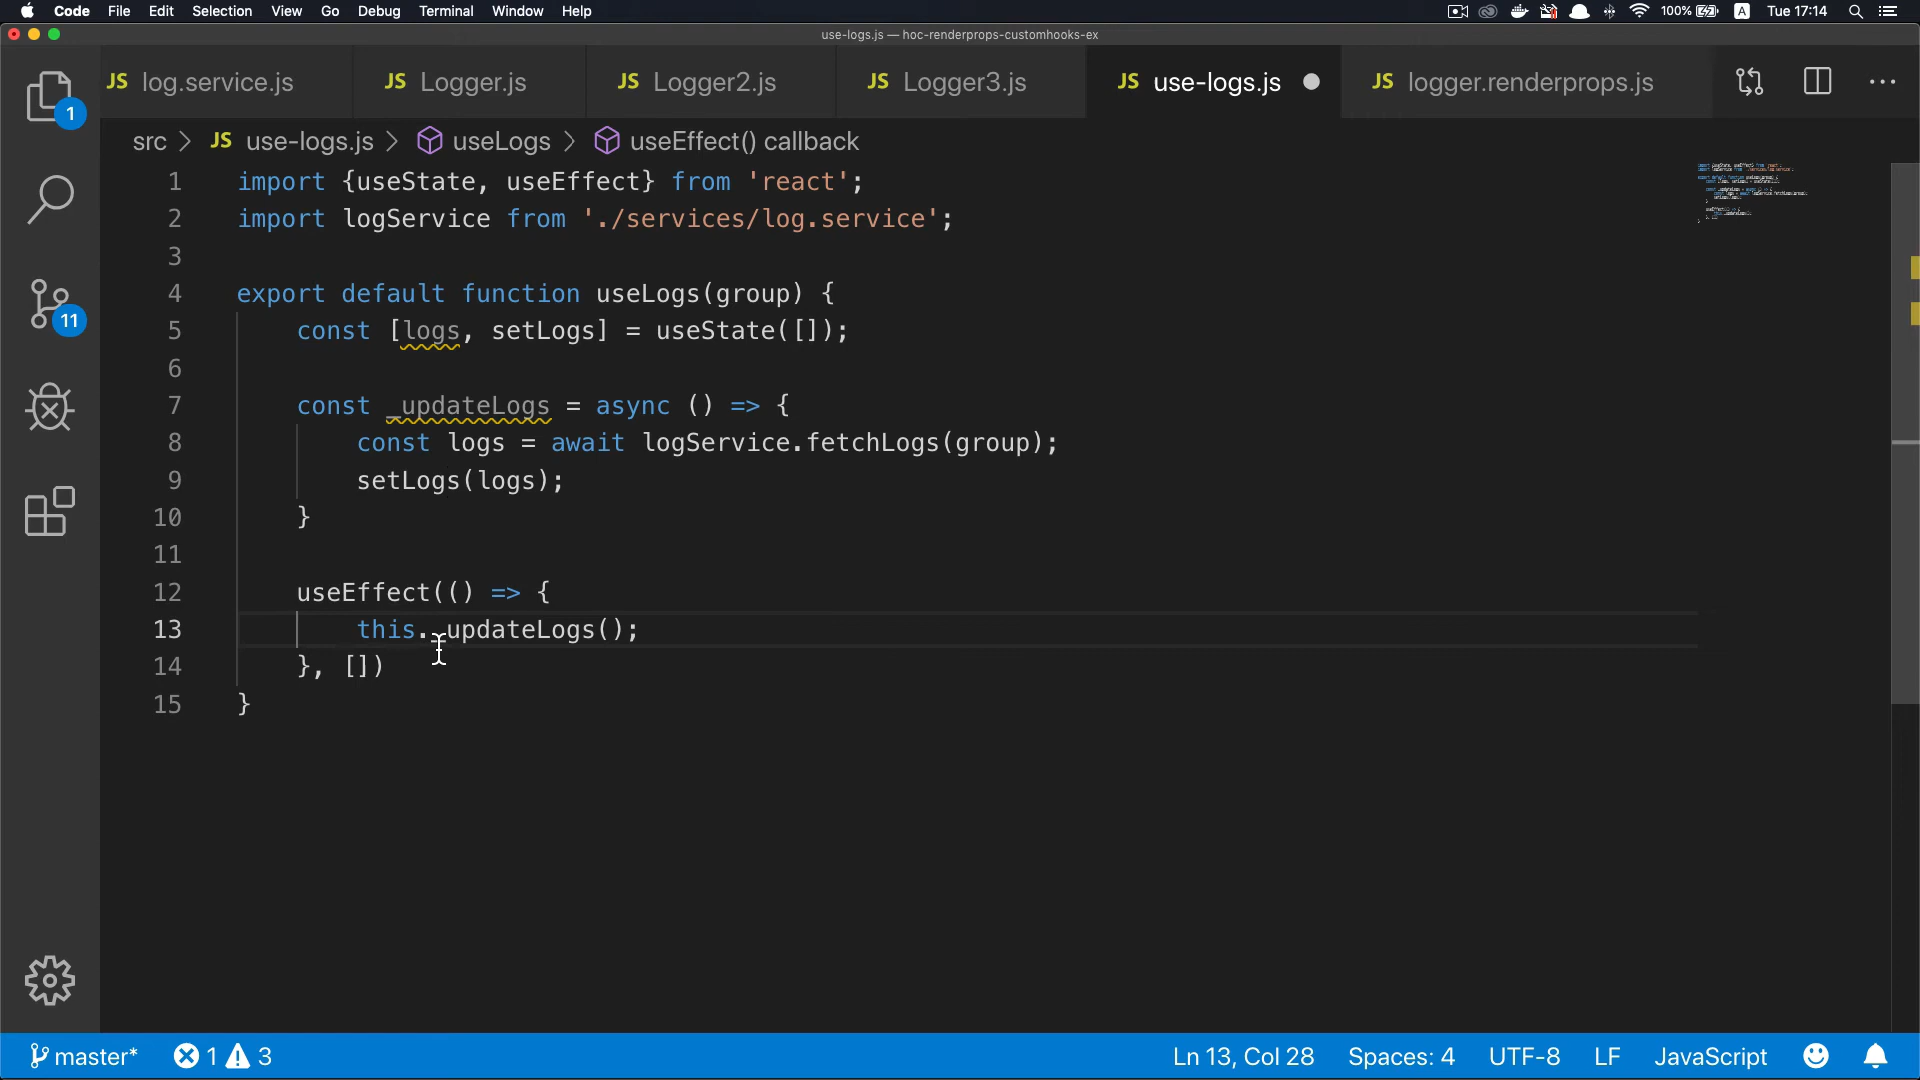 Code File Edit Selection View Go Debug Terminal Window Help 100% A Tue 17:14
use-logs.js — hoc-renderprops-customhooks-ex
JS log.service.js JS Logger.js JS Logger2.js JS Logger3.js JS use-logs.js JS logger.renderprops.js
src > JS use-logs.js > useLogs > useEffect() callback
1 import {useState, useEffect} from 'react';
2 import logService from './services/log.service';
3
4 export default function useLogs(group) {
5 const [logs, setLogs] = useState([]);
6
7 const _updateLogs = async () => {
8 const logs = await logService.fetchLogs(group);
9 setLogs(logs);
10 }
11
12 useEffect(() => {
13 this._updateLogs();
14 }, [])
15 }
1
11
master* 1 3 Ln 13, Col 28 Spaces: 4 UTF-8 LF JavaScript